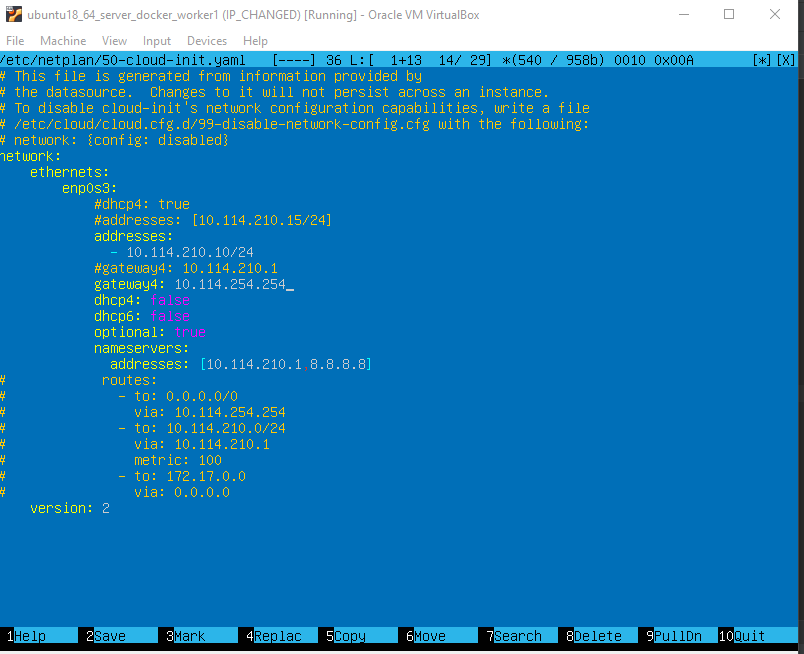 ubuntu18_64_server_docker_worker1 (IP_CHANGED) [Running] - Oracle VM VirtualBox
File Machine View Input Devices Help
/etc/netplan/50-cloud-init.yaml [----] 36 L:[ 1+13 14/ 29] *(540 / 958b) 0010 0x00A [*][X]
# This file is generated from information provided by
# the datasource. Changes to it will not persist across an instance.
# To disable cloud-init's network configuration capabilities, write a file
# /etc/cloud/cloud.cfg.d/99-disable-network-config.cfg with the following:
# network: {config: disabled}
network:
    ethernets:
        enp0s3:
            #dhcp4: true
            #addresses: [10.114.210.15/24]
            addresses:
              - 10.114.210.10/24
            #gateway4: 10.114.210.1
            gateway4: 10.114.254.254_
            dhcp4: false
            dhcp6: false
            optional: true
            nameservers:
              addresses: [10.114.210.1,8.8.8.8]
#            routes:
#              - to: 0.0.0.0/0
#                via: 10.114.254.254
#              - to: 10.114.210.0/24
#                via: 10.114.210.1
#                metric: 100
#              - to: 172.17.0.0
#                via: 0.0.0.0
    version: 2
1Help 2Save 3Mark 4Replac 5Copy 6Move 7Search 8Delete 9PullDn 10Quit